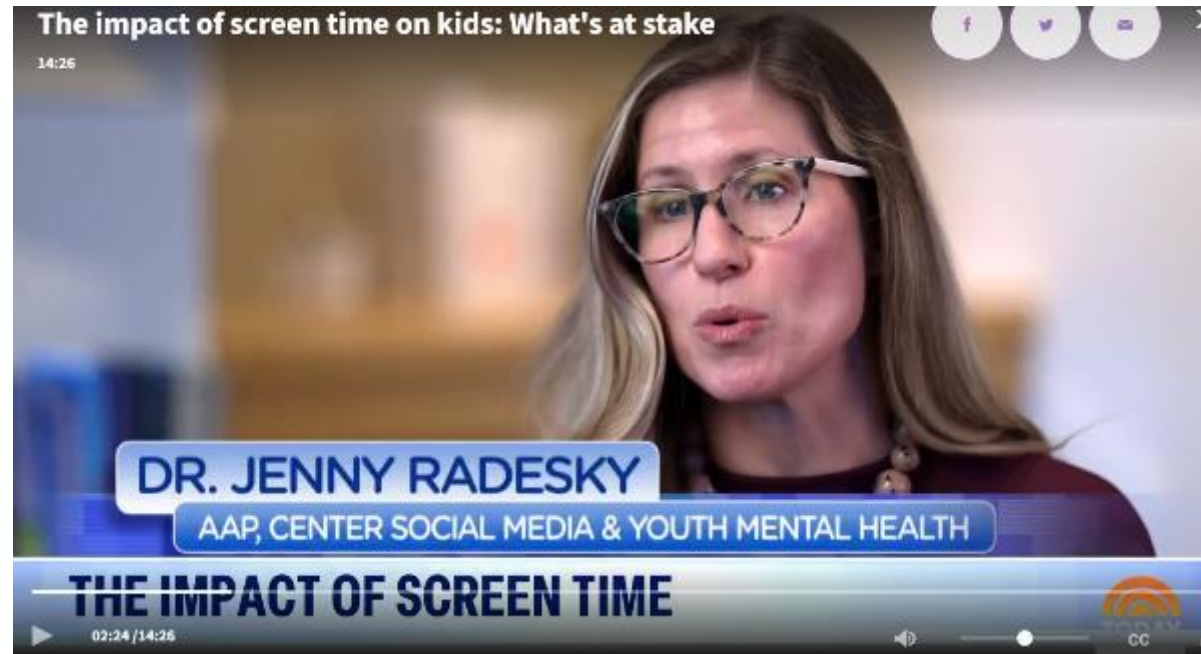 The impact of screen time on kids: What's at stake
14:26
DR. JENNY RADESKY
AAP, CENTER SOCIAL MEDIA & YOUTH MENTAL HEALTH
THE IMPACT OF SCREEN TIME
TODAY
02:24 /14:26
CC